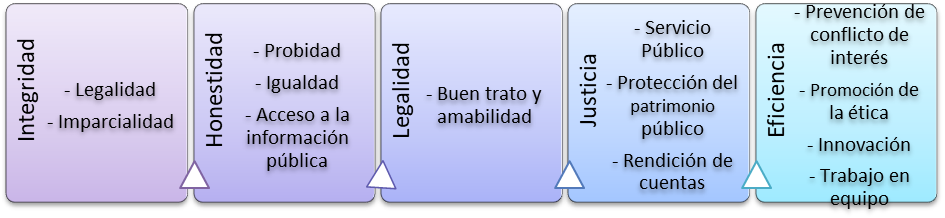 Integridad
- Legalidad
- Imparcialidad
Honestidad
- Probidad
- Igualdad
- Acceso a la
información
pública
Legalidad
- Buen trato y
amabilidad
Justicia
- Servicio
Público
- Protección del
patrimonio
público
- Rendición de
cuentas
Eficiencia
- Prevención de
conflicto de
interés
- Promoción de
la ética
- Innovación
- Trabajo en
equipo